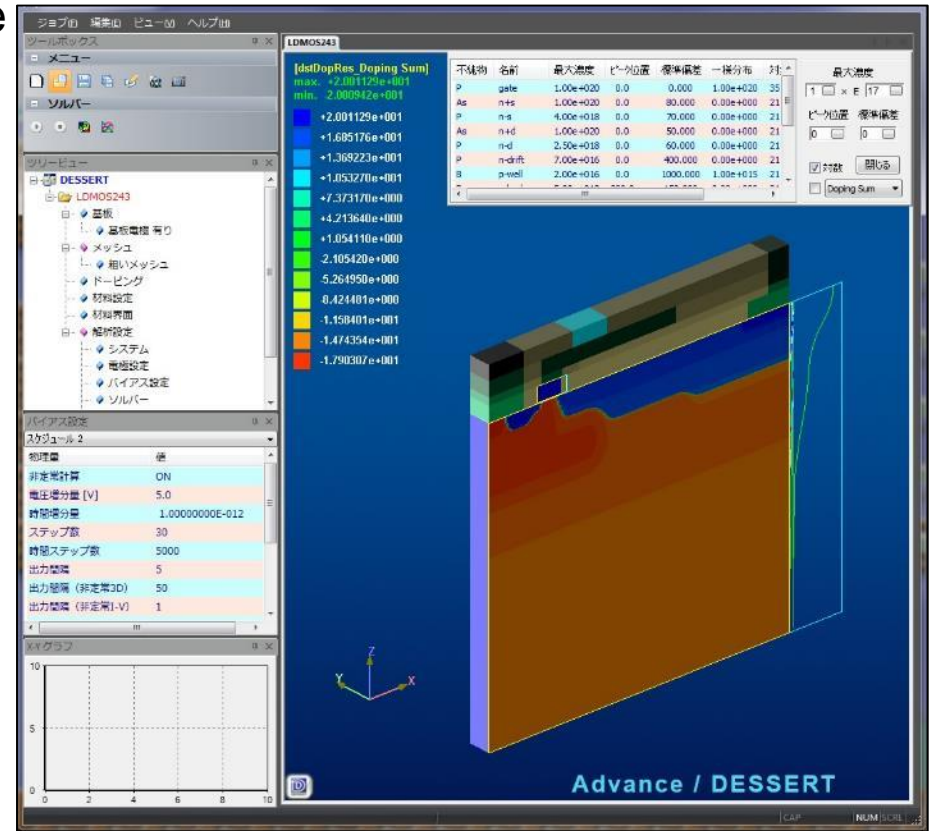 e
ジョブ(J) 編集(E) ビュー(V) ヘルプ(H)
ツールボックス
メニュー
ソルバー
ツリービュー
DESSERT
LDMOS243
基板
基板電極 有り
メッシュ
粗いメッシュ
ドーピング
材料設定
材料界面
解析設定
システム
電極設定
バイアス設定
ソルバー
バイアス設定
スケジュール 2
物理量 値
非定常計算 ON
電圧増分量 [V] 5.0
時間増分量 1.00000000E-012
ステップ数 30
時間ステップ数 5000
出力間隔 5
出力間隔（非定常3D） 50
出力間隔（非定常I-V） 1
X-Yグラフ
10
5
0
0 2 4 6 8 10
LDMOS243
[dstDopRes_Doping Sum]
max. +2.001129e+001
min. -2.000942e+001
+2.001129e+001
+1.685176e+001
+1.369223e+001
+1.053270e+001
+7.373170e+000
+4.213640e+000
+1.054110e+000
-2.105420e+000
-5.264950e+000
-8.424481e+000
-1.158401e+001
-1.474354e+001
-1.790307e+001
不純物 名前 最大濃度 ピーク位置 標準偏差 一様分布
P gate 1.00e+020 0.0 0.000 1.00e+020 35
As n+s 1.00e+020 0.0 80.000 0.00e+000 21
P n-s 4.00e+018 0.0 70.000 0.00e+000 21
As n+d 1.00e+020 0.0 50.000 0.00e+000 21
P n-d 2.50e+018 0.0 60.000 0.00e+000 21
P n-drift 7.00e+016 0.0 400.000 0.00e+000 21
B p-well 2.00e+016 0.0 1000.000 1.00e+015 21
最大濃度
1 × E 17
ピーク位置 標準偏差
0 0
対数 閉じる
Doping Sum
Z
Y
X
Advance / DESSERT
CAP NUM SCRL